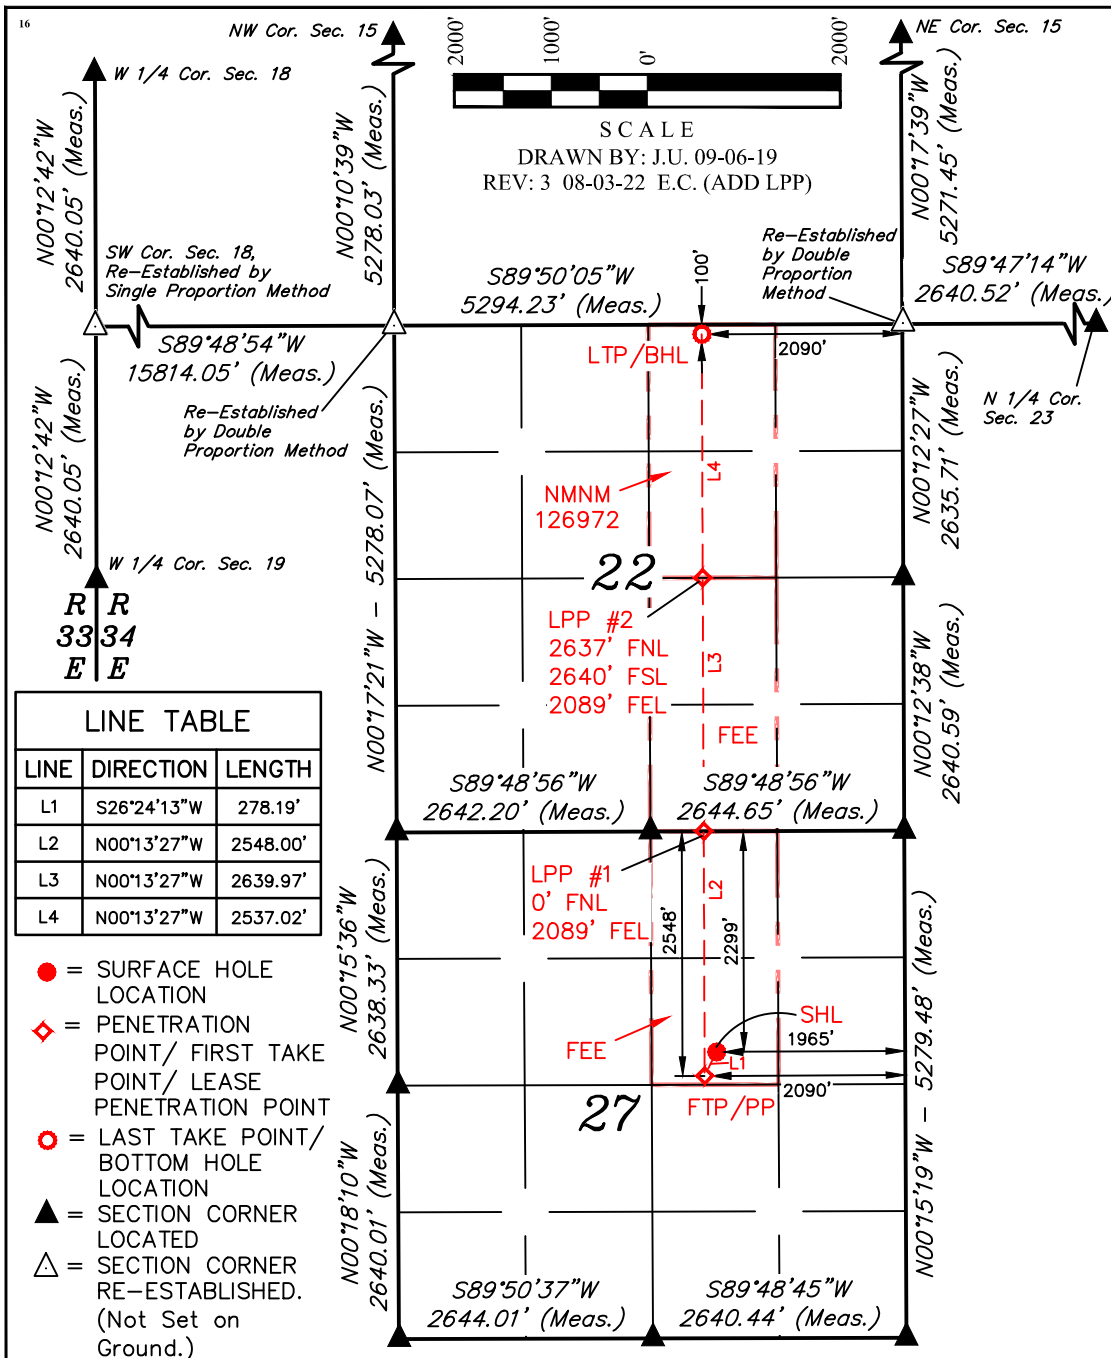 16
NW Cor. Sec. 15
NE Cor. Sec. 15
W 1/4 Cor. Sec. 18
2000'
1000'
0'
2000'
SCALE
DRAWN BY: J.U. 09-06-19
REV: 3 08-03-22 E.C. (ADD LPP)
N00°12'42"W
2640.05' (Meas.)
N00°10'39"W
5278.03' (Meas.)
N00°17'39"W
5271.45' (Meas.)
SW Cor. Sec. 18,
Re-Established by
Single Proportion Method
S89°50'05"W
5294.23' (Meas.)
100'
Re-Established
by Double
Proportion
Method
S89°47'14"W
2640.52' (Meas.)
S89°48'54"W
15814.05' (Meas.)
LTP/BHL
2090'
N 1/4 Cor.
Sec. 23
Re-Established
by Double
Proportion Method
N00°12'42"W
2640.05' (Meas.)
N00°17'21"W - 5278.07' (Meas.)
L4
NMNM
126972
N00°12'27"W
2635.71' (Meas.)
W 1/4 Cor. Sec. 19
22
R R
33 34
E E
LPP #2
2637' FNL
2640' FSL
2089' FEL
L3
FEE
N00°12'38"W
2640.59' (Meas.)
LINE TABLE
LINE DIRECTION LENGTH
L1 S26°24'13"W 278.19'
L2 N00°13'27"W 2548.00'
L3 N00°13'27"W 2639.97'
L4 N00°13'27"W 2537.02'
S89°48'56"W
2642.20' (Meas.)
S89°48'56"W
2644.65' (Meas.)
LPP #1
0' FNL
2089' FEL
2548'
L2
2299'
N00°15'36"W
2638.33' (Meas.)
SHL
1965'
FEE
L1
2090'
FTP/PP
27
N00°15'19"W - 5279.48' (Meas.)
N00°18'10"W
2640.01' (Meas.)
S89°50'37"W
2644.01' (Meas.)
S89°48'45"W
2640.44' (Meas.)
= SURFACE HOLE
LOCATION
= PENETRATION
POINT/ FIRST TAKE
POINT/ LEASE
PENETRATION POINT
= LAST TAKE POINT/
BOTTOM HOLE
LOCATION
= SECTION CORNER
LOCATED
= SECTION CORNER
RE-ESTABLISHED.
(Not Set on
Ground.)